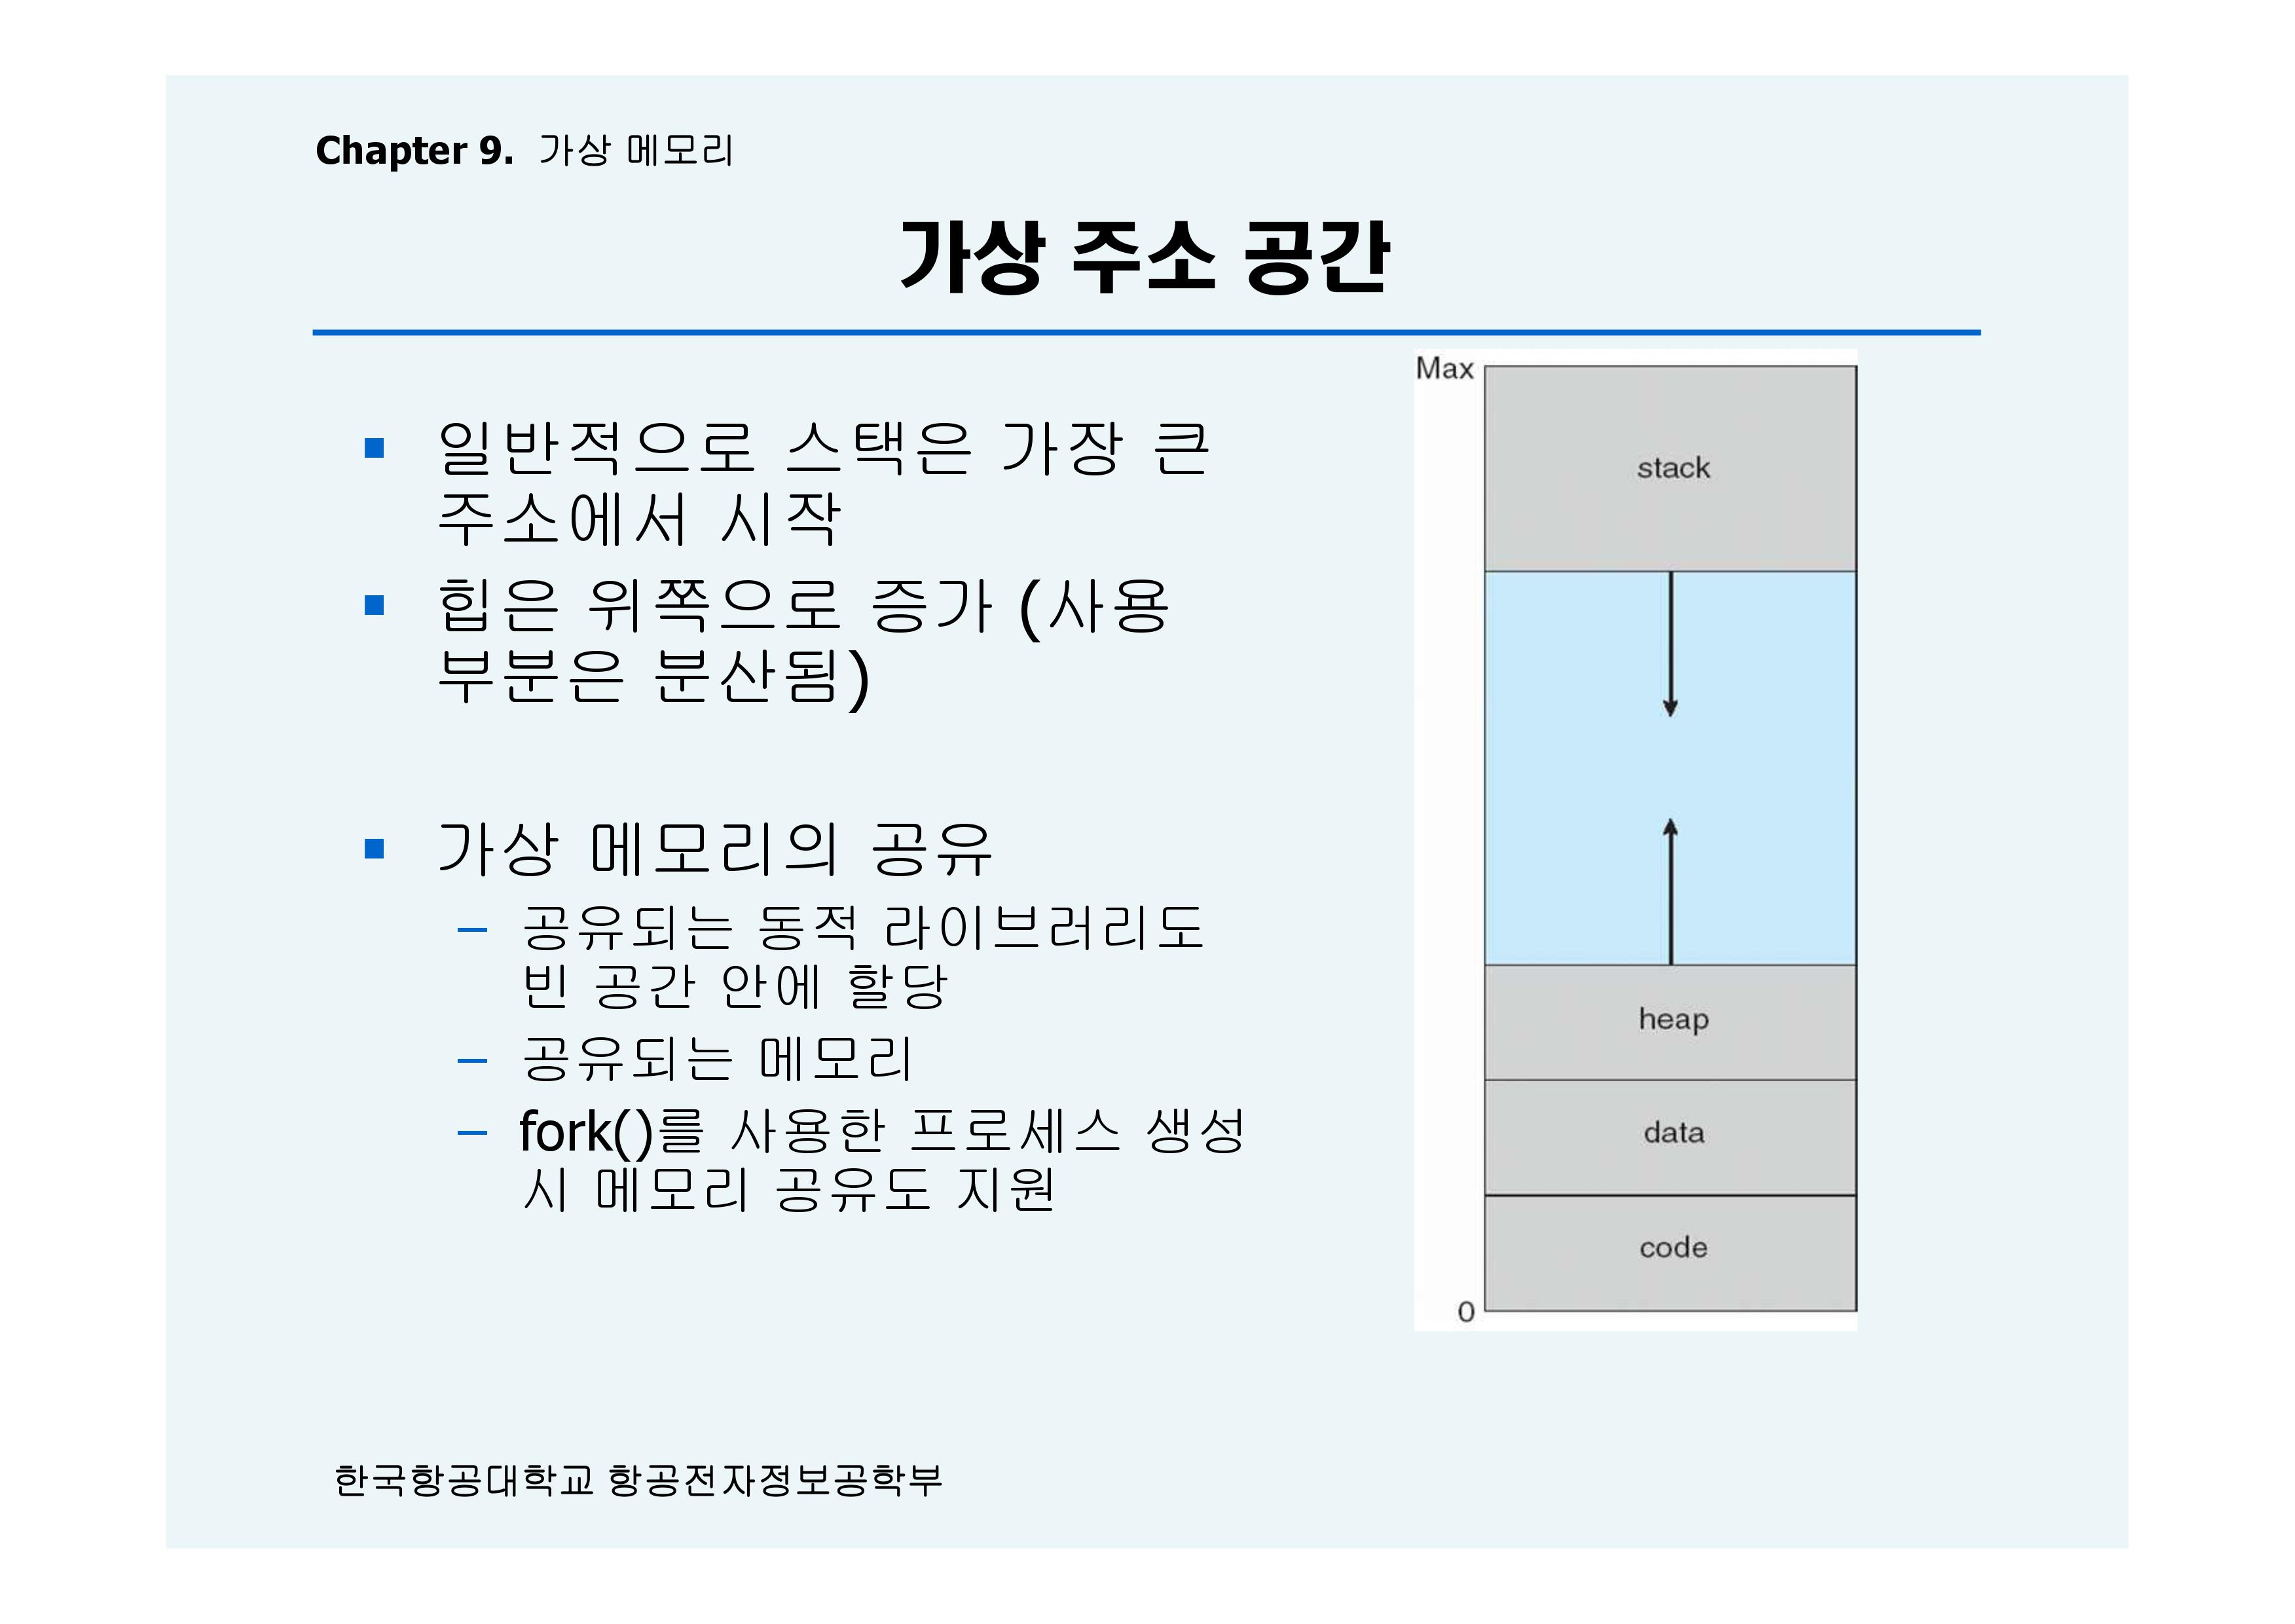 Chapter 9. 가상 메모리
가상 주소 공간
일반적으로 스택은 가장 큰
주소에서 시작
힙은 위쪽으로 증가 (사용
부분은 분산됨)
가상 메모리의 공유
– 공유되는 동적 라이브러리도
빈 공간 안에 할당
– 공유되는 메모리
– fork()를 사용한 프로세스 생성
시 메모리 공유도 지원
Max
stack
heap
data
code
0
한국항공대학교 항공전자정보공학부